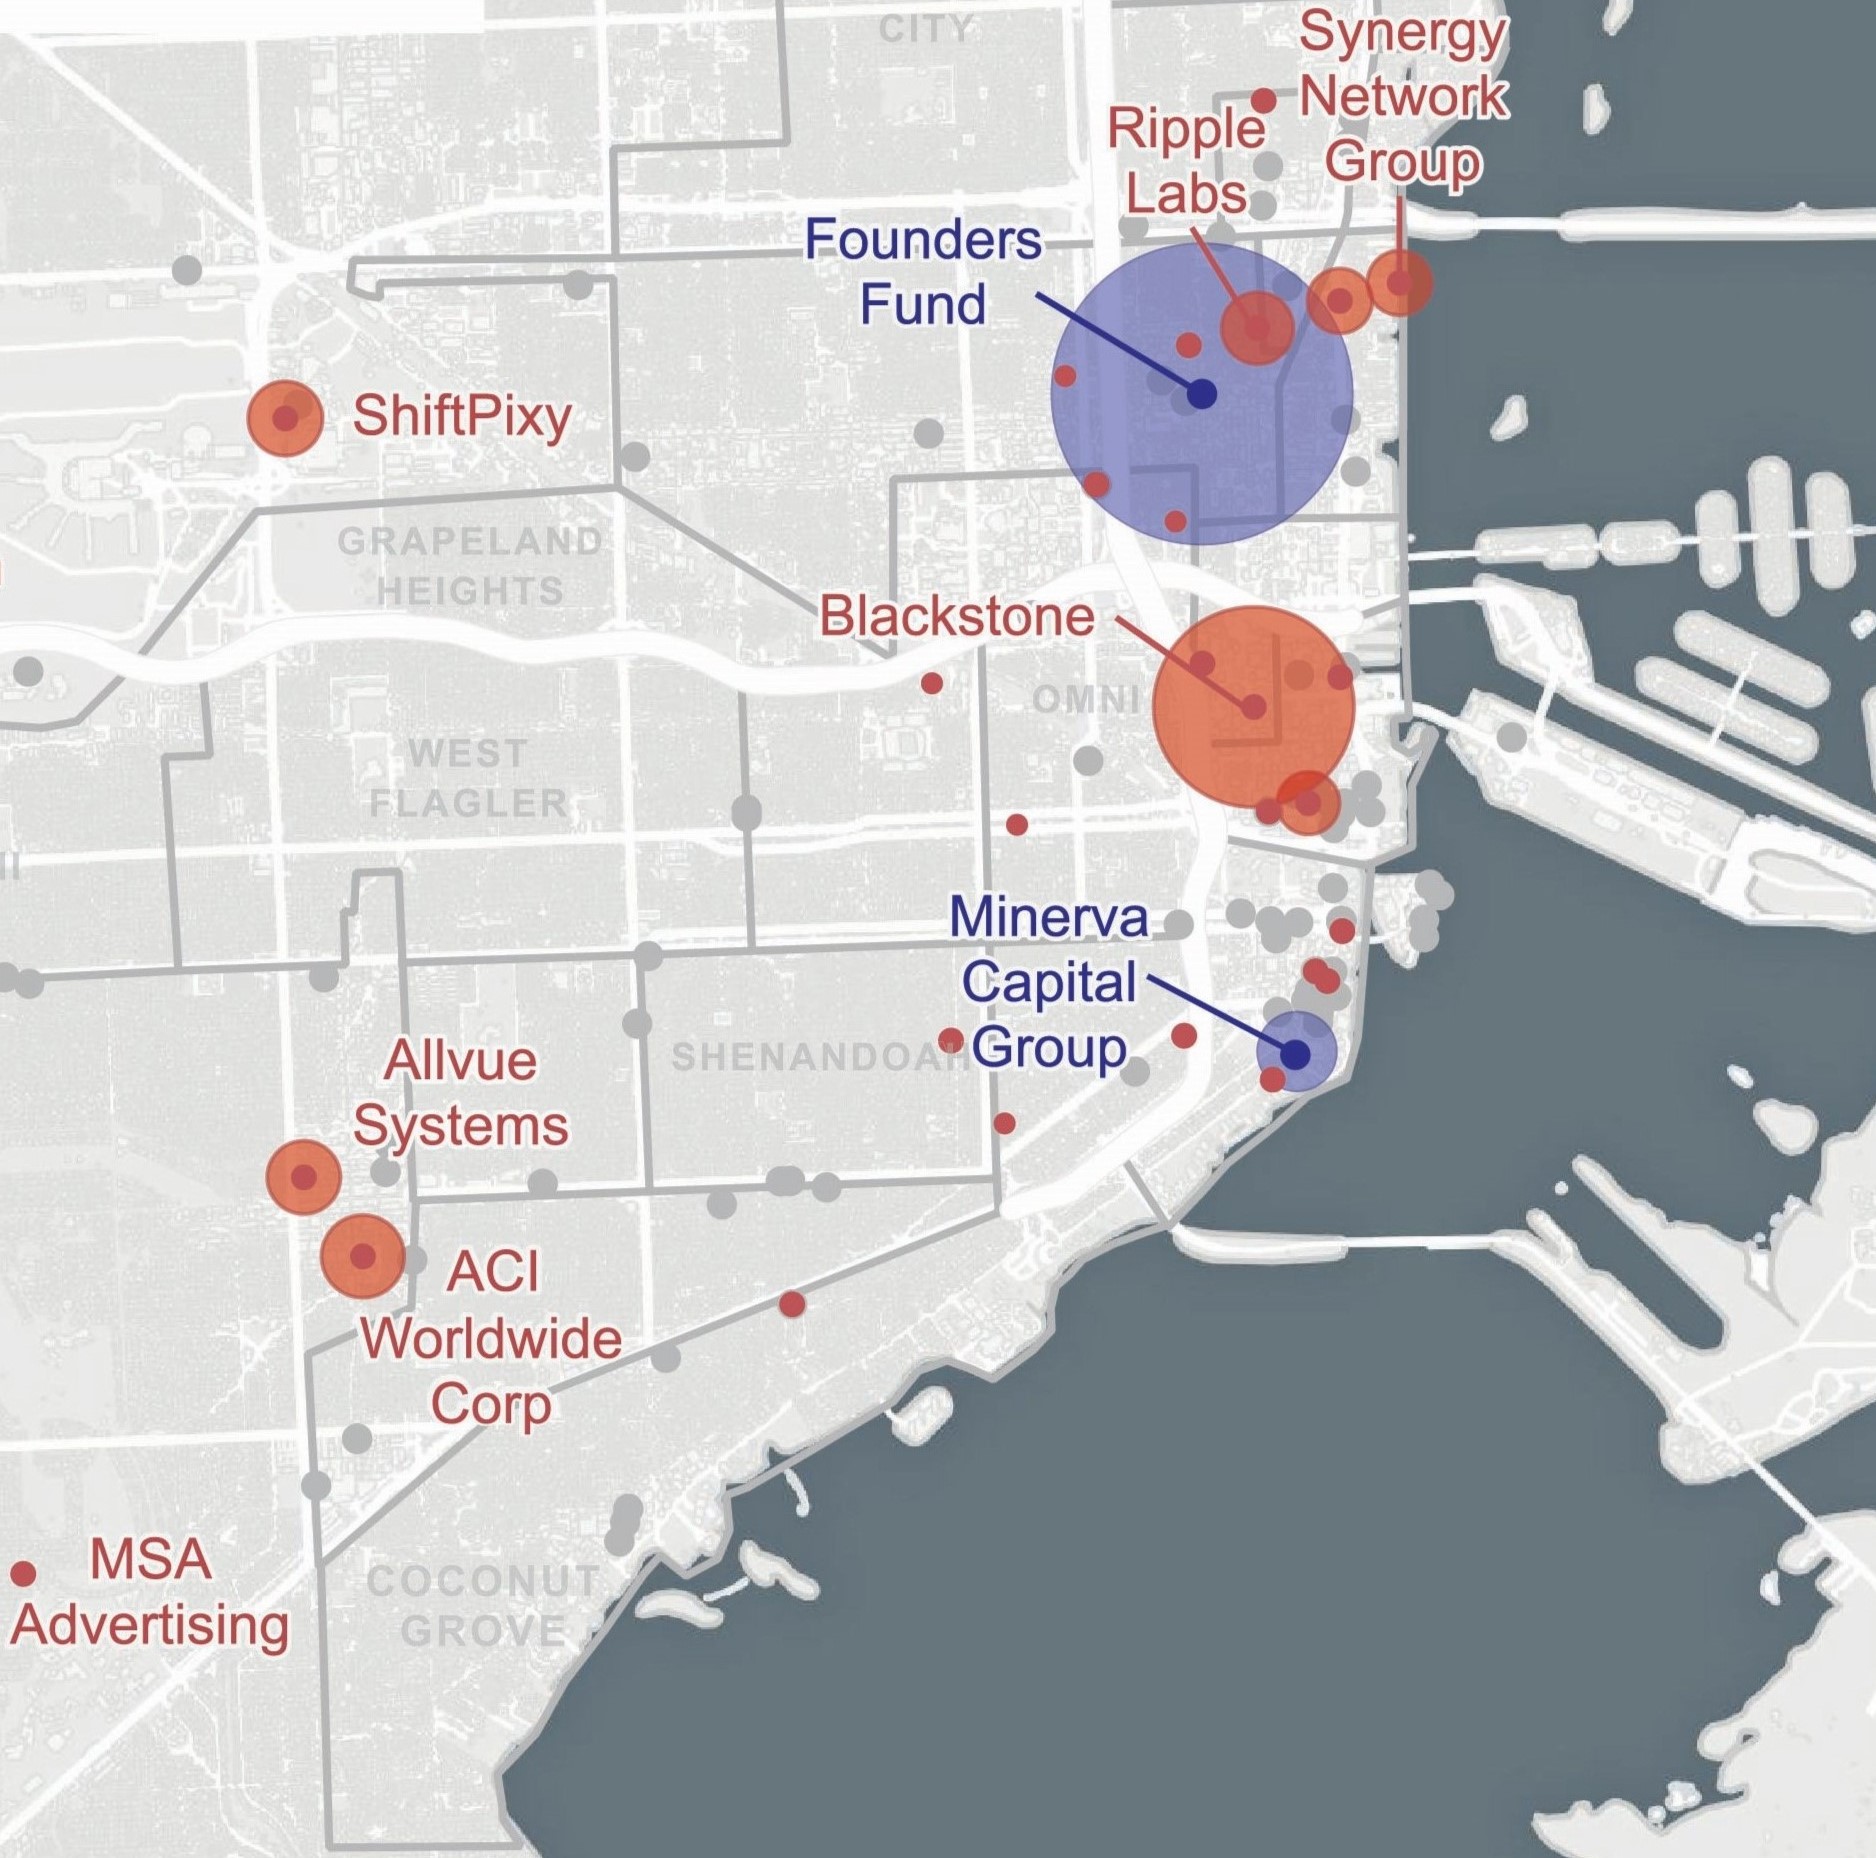 CITY
Synergy
Network
Group
Ripple
Labs
Founders
Fund
ShiftPixy
GRAPELAND
HEIGHTS
Blackstone
OMNI
WEST
FLAGLER
Minerva
Capital
Group
SHENANDOAH
Allvue
Systems
ACI
Worldwide
Corp
MSA
Advertising
COCONUT
GROVE